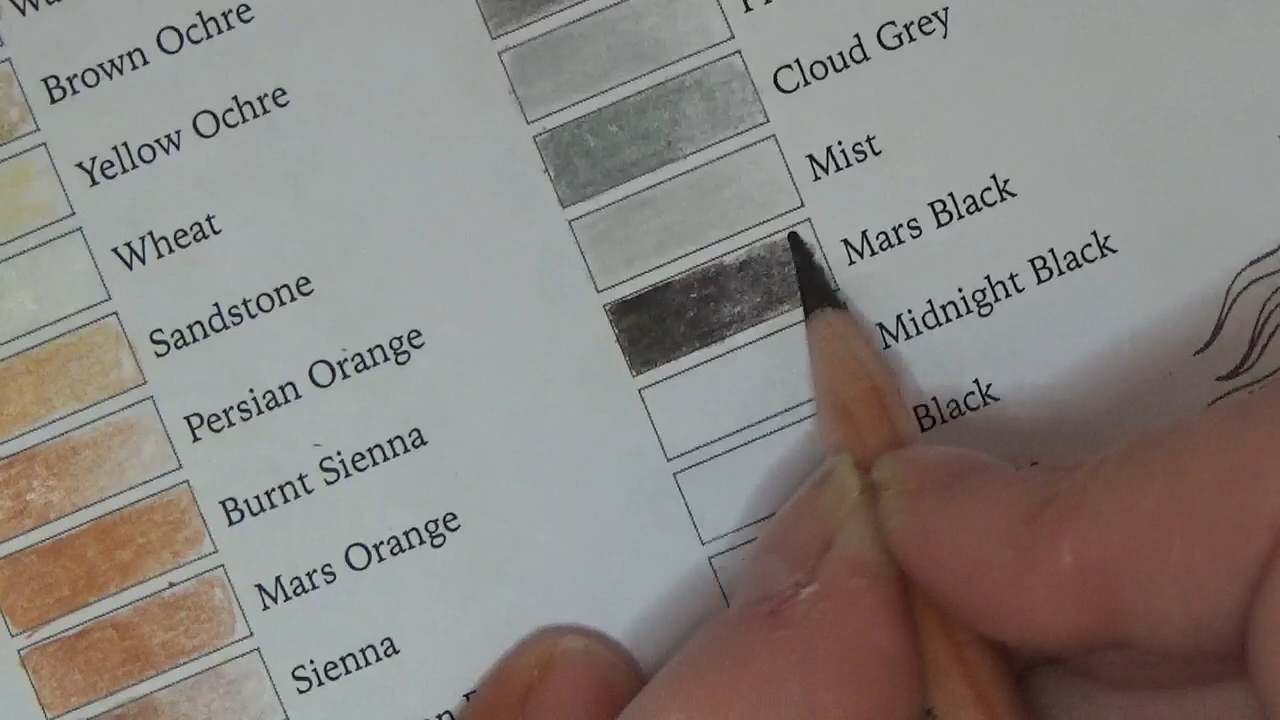 Brown Ochre
Yellow Ochre
Wheat
Sandstone
Persian Orange
Burnt Sienna
Mars Orange
Sienna
Cloud Grey
Mist
Mars Black
Midnight Black
Black